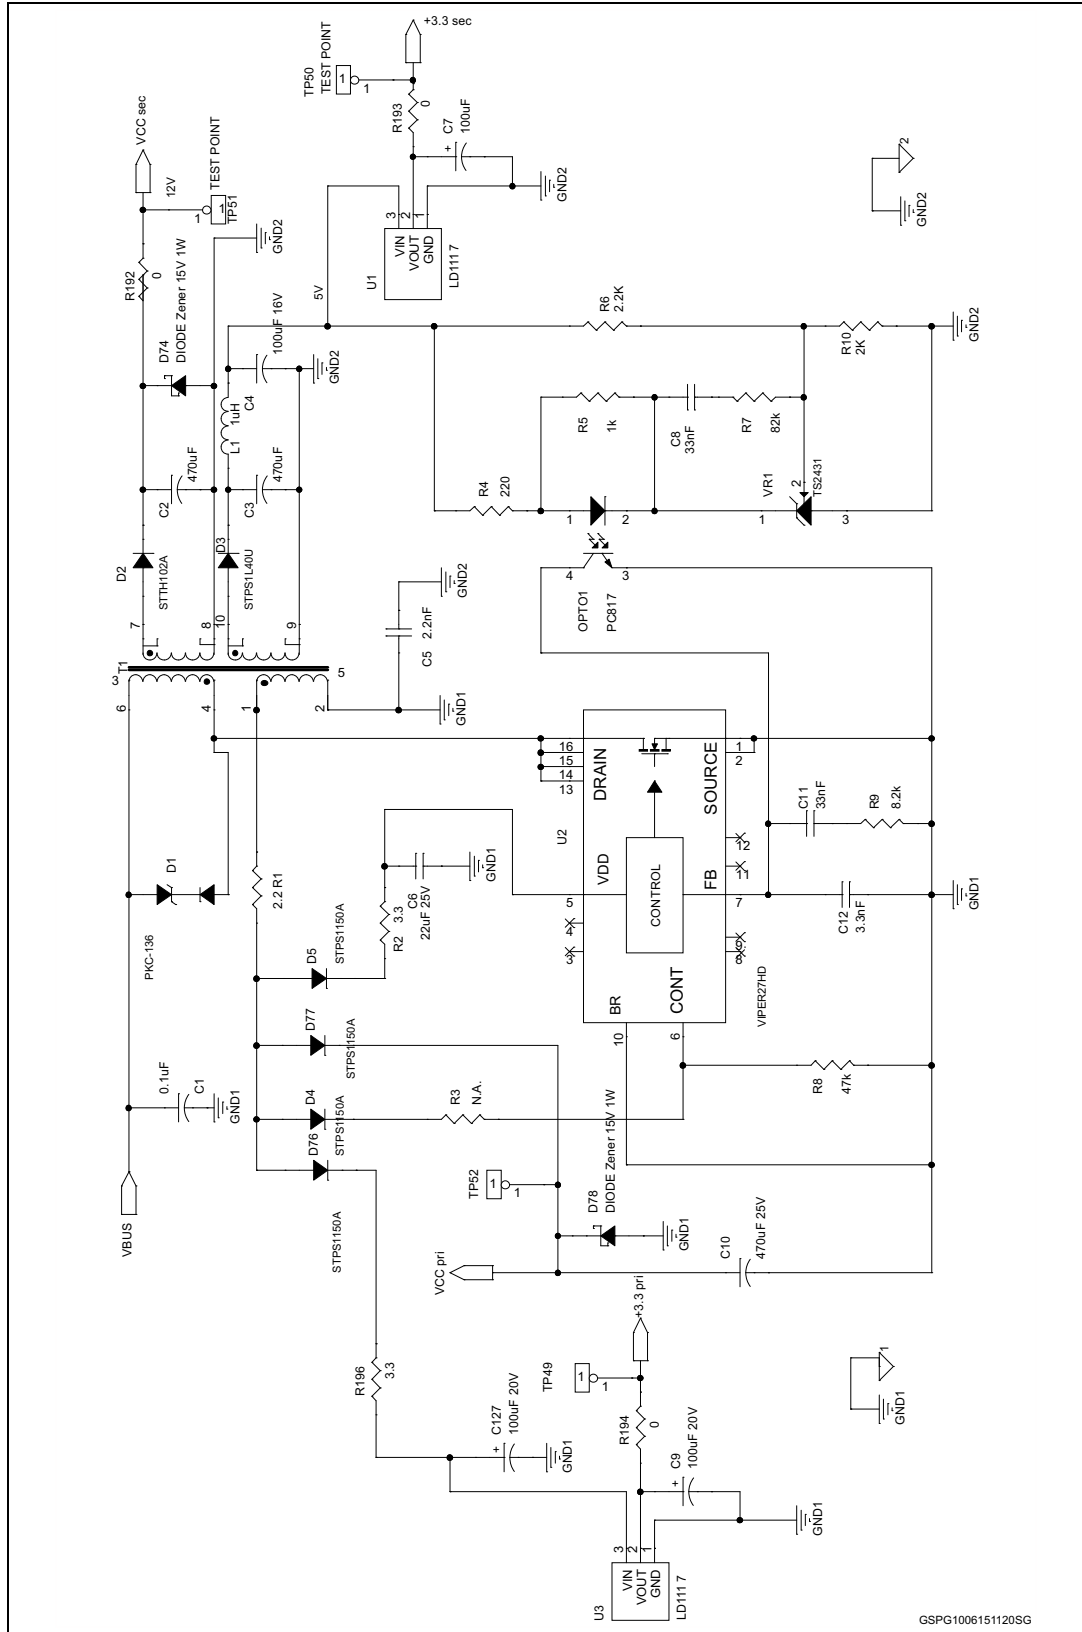 +3.3 sec
TEST POINT
TP50
1
1
R193
0
C7
100uF
+
VCC sec
12V
TEST POINT
TP51
1
1
R192
0
GND2
GND2
3
2
1
VIN
VOUT
GND
U1
LD1117
GND2
2
D74
DIODE Zener 15V 1W
100uF 16V
C4
GND2
5V
R6
2.2K
R10
2K
GND2
1uH
L1
C2
470uF
C3
470uF
R5
1k
C8
33nF
R7
82k
R4
220
VR1
TS2431
1
2
3
D2
STTH102A
D3
STPS1L40U
1
2
4
3
OPTO1
PC817
7
8
10
9
GND2
2.2nF
C5
T1
3
5
6
4
1
2
GND1
16
15
14
13
DRAIN
SOURCE
1
2
U2
C11
33nF
R9
8.2k
D1
PKC-136
2.2 R1
C6
22uF 25V
GND1
R2
3.3
VDD
5
4
3
CONTROL
FB
12
11
7
9
8
C12
3.3nF
GND1
BR
CONT
10
6
VIPER27HD
D5
STPS1150A
D77
STPS1150A
D4
STPS1150A
D76
STPS1150A
R3
N.A.
R8
47k
0.1uF
C1
GND1
VBUS
TP52
1
1
D78
DIODE Zener 15V 1W
GND1
VCC pri
C10
470uF 25V
+3.3 pri
TP49
1
1
R196
3.3
R194
0
C127
100uF 20V
+
GND1
C9
100uF 20V
+
GND1
1
GND1
3
2
1
VIN
VOUT
GND
U3
LD111 7
GSPG1006151120SG